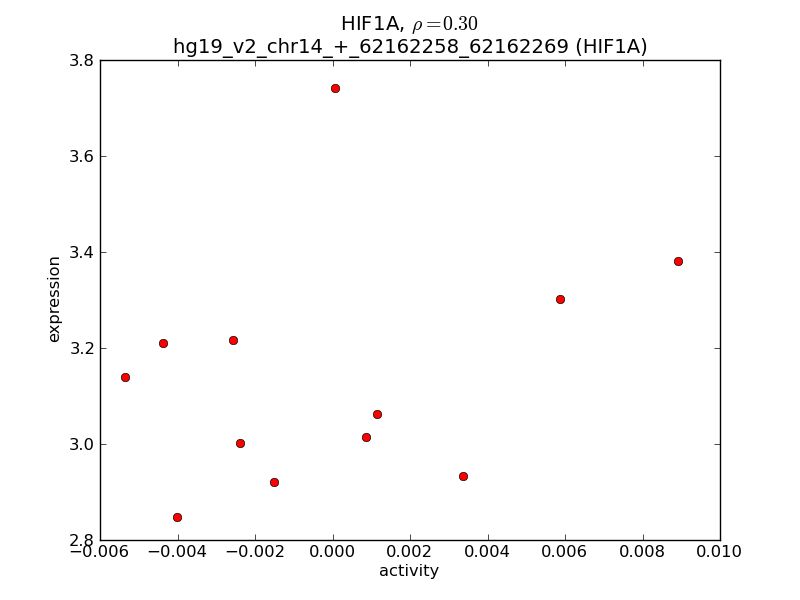 HIF1A, ρ=0.30
hg19_v2_chr14_+_62162258_62162269 (HIF1A)
3.8
3.6
3.4
3.2
3.0
2.8
expression
−0.006 −0.004 −0.002 0.000 0.002 0.004 0.006 0.008 0.010
activity